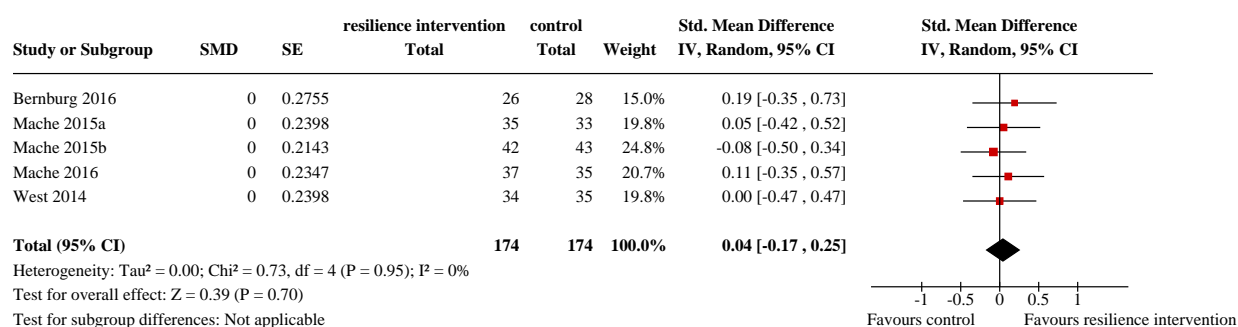 resilience intervention control Std. Mean Difference Std. Mean Difference
Study or Subgroup SMD SE Total Total Weight IV, Random, 95% CI IV, Random, 95% CI
Bernburg 2016 0 0.2755 26 28 15.0% 0.19 [-0.35 , 0.73]
Mache 2015a 0 0.2398 35 33 19.8% 0.05 [-0.42 , 0.52]
Mache 2015b 0 0.2143 42 43 24.8% -0.08 [-0.50 , 0.34]
Mache 2016 0 0.2347 37 35 20.7% 0.11 [-0.35 , 0.57]
West 2014 0 0.2398 34 35 19.8% 0.00 [-0.47 , 0.47]
Total (95% CI) 174 174 100.0% 0.04 [-0.17 , 0.25]
Heterogeneity: Tau² = 0.00; Chi² = 0.73, df = 4 (P = 0.95); I² = 0%
Test for overall effect: Z = 0.39 (P = 0.70)
-1 -0.5 0 0.5 1
Test for subgroup differences: Not applicable
Favours control Favours resilience intervention